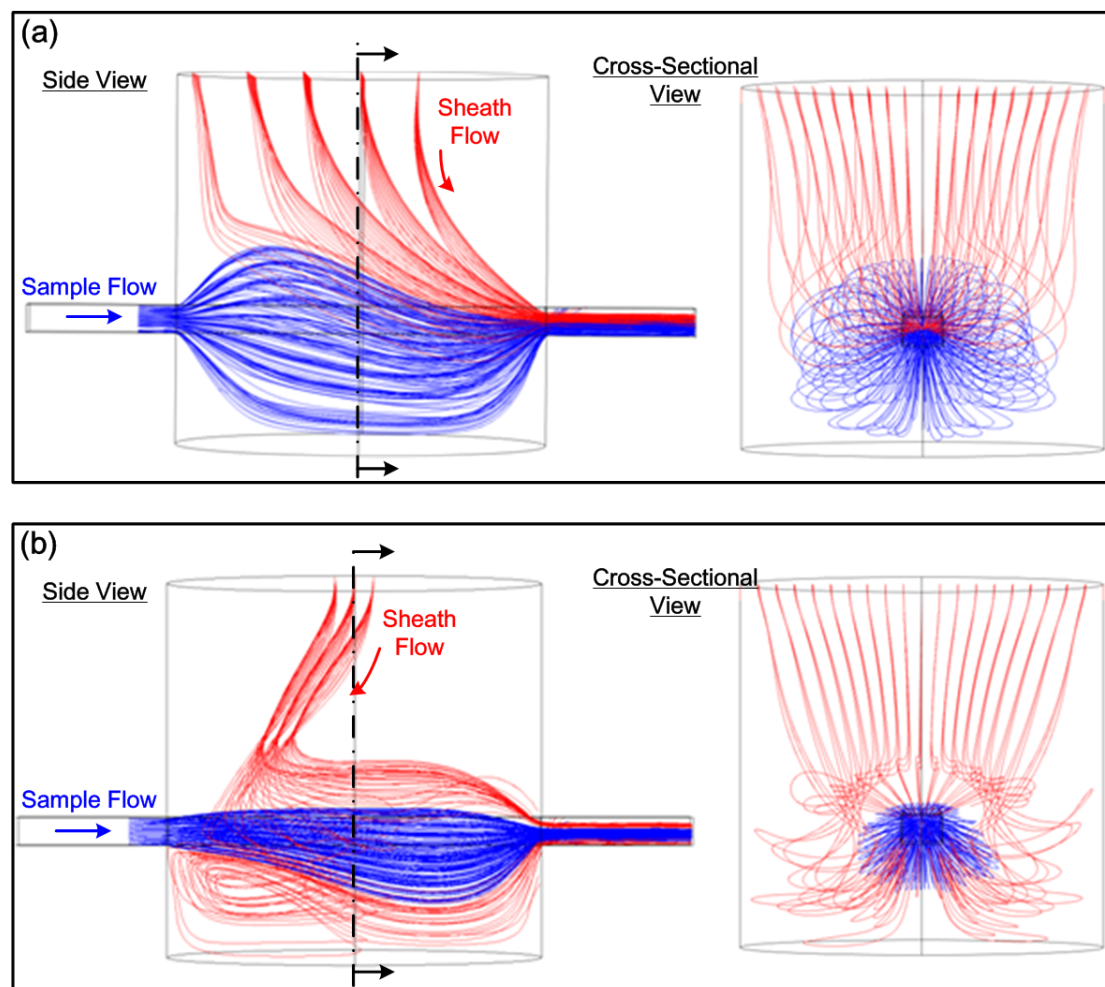 (a)
Side View
Cross-Sectional
View
Sheath
Flow
Sample Flow
(b)
Side View
Cross-Sectional
View
Sheath
Flow
Sample Flow